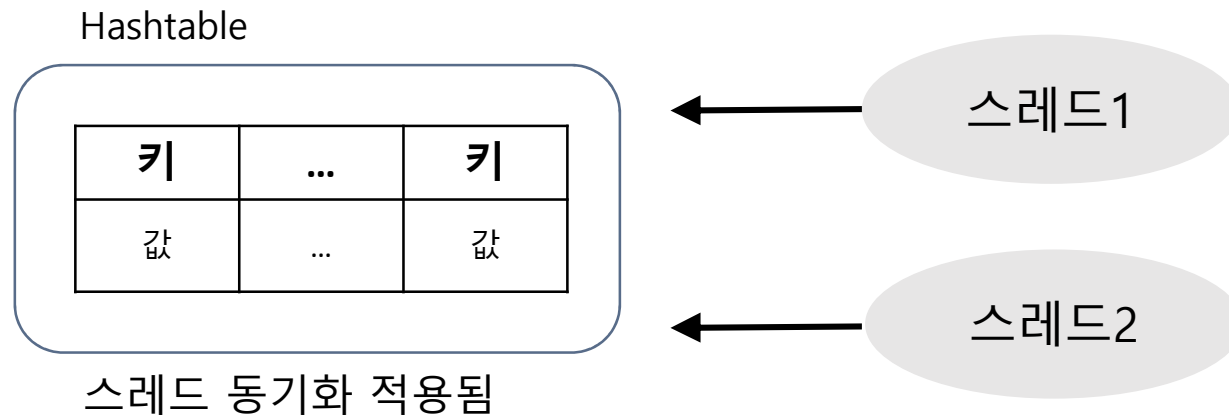 Hashtable
키 ... 키
값 ... 값
스레드 동기화 적용됨
스레드1
스레드2